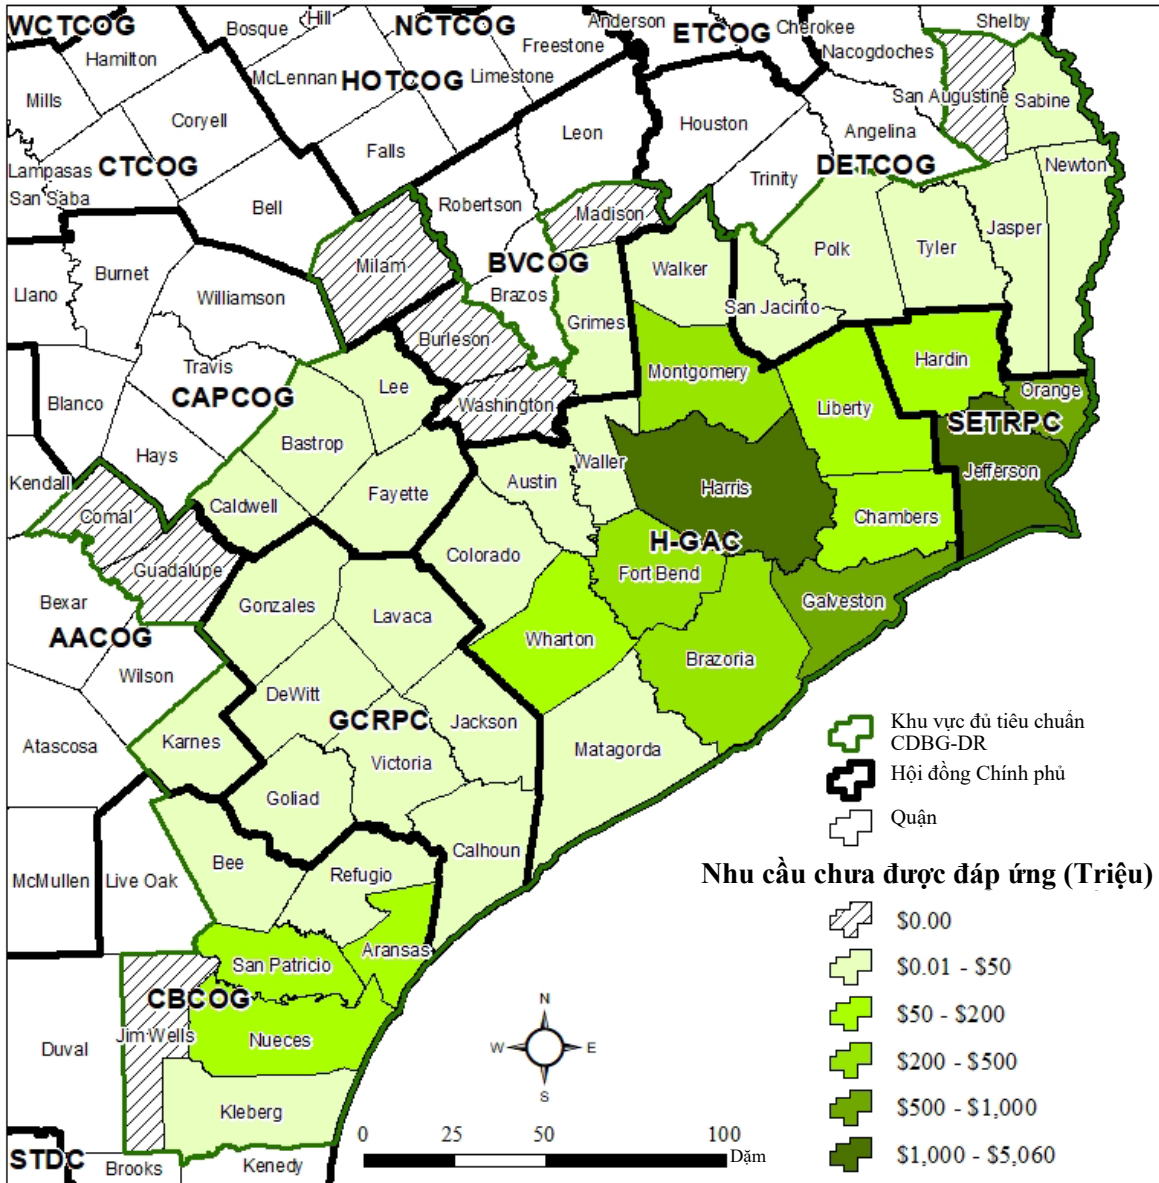 WCTCOG
Hamilton
Bosque
Hill
NCTCOG
Anderson
ETCOG
Cherokee
Shelby
Freestone
Nacogdoches
McLennan
HOTCOG
Limestone
Mills
San Augustine
Sabine
Coryell
Leon
Houston
Angelina
Falls
Lampasas
CTCOG
DETCOG
Newton
San Saba
Bell
Robertson
Trinity
Madison
Jasper
Polk
Tyler
Milam
BVCOG
Walker
Burnet
Llano
Williamson
Brazos
San Jacinto
Grimes
Burleson
Hardin
Travis
Montgomery
Lee
Orange
Blanco
CAPCOG
Washington
Liberty
SETRPC
Bastrop
Hays
Waller
Jefferson
Kendall
Austin
Harris
Fayette
Caldwell
Comal
Chambers
H-GAC
Colorado
Guadalupe
Fort Bend
Bexar
Gonzales
Lavaca
Galveston
AACOG
Wharton
Brazoria
Wilson
DeWitt
GCRPC
Jackson
Atascosa
Karnes
Matagorda
Victoria
Goliad
Calhoun
Bee
Refugio
McMullen
Live Oak
Aransas
San Patricio
CBCOG
Jim Wells
Nueces
Duval
Kleberg
STDC
Brooks
Kenedy
Khu vực đủ tiêu chuẩn
CDBG-DR
Hội đồng Chính phủ
Quận
Nhu cầu chưa được đáp ứng (Triệu)
$0.00
$0.01 - $50
$50 - $200
$200 - $500
$500 - $1,000
$1,000 - $5,060
N
W
E
S
0
25
50
100
Dặm